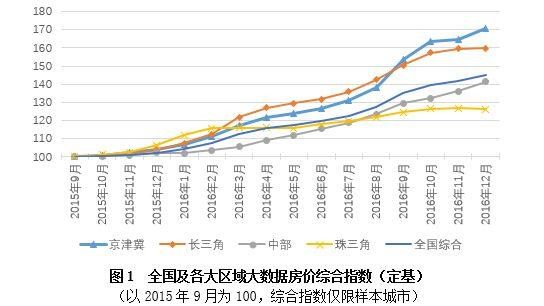 180
170
160
150
140
130
120
110
100
2015年9月
2015年10月
2015年11月
2015年12月
2016年1月
2016年2月
2016年3月
2016年4月
2016年5月
2016年6月
2016年7月
2016年8月
2016年9月
2016年10月
2016年11月
2016年12月
京津冀 长三角 中部 珠三角 全国综合
图 1 全国及各大区域大数据房价综合指数（定基）
（以 2015 年 9 月为 100，综合指数仅限样本城市）